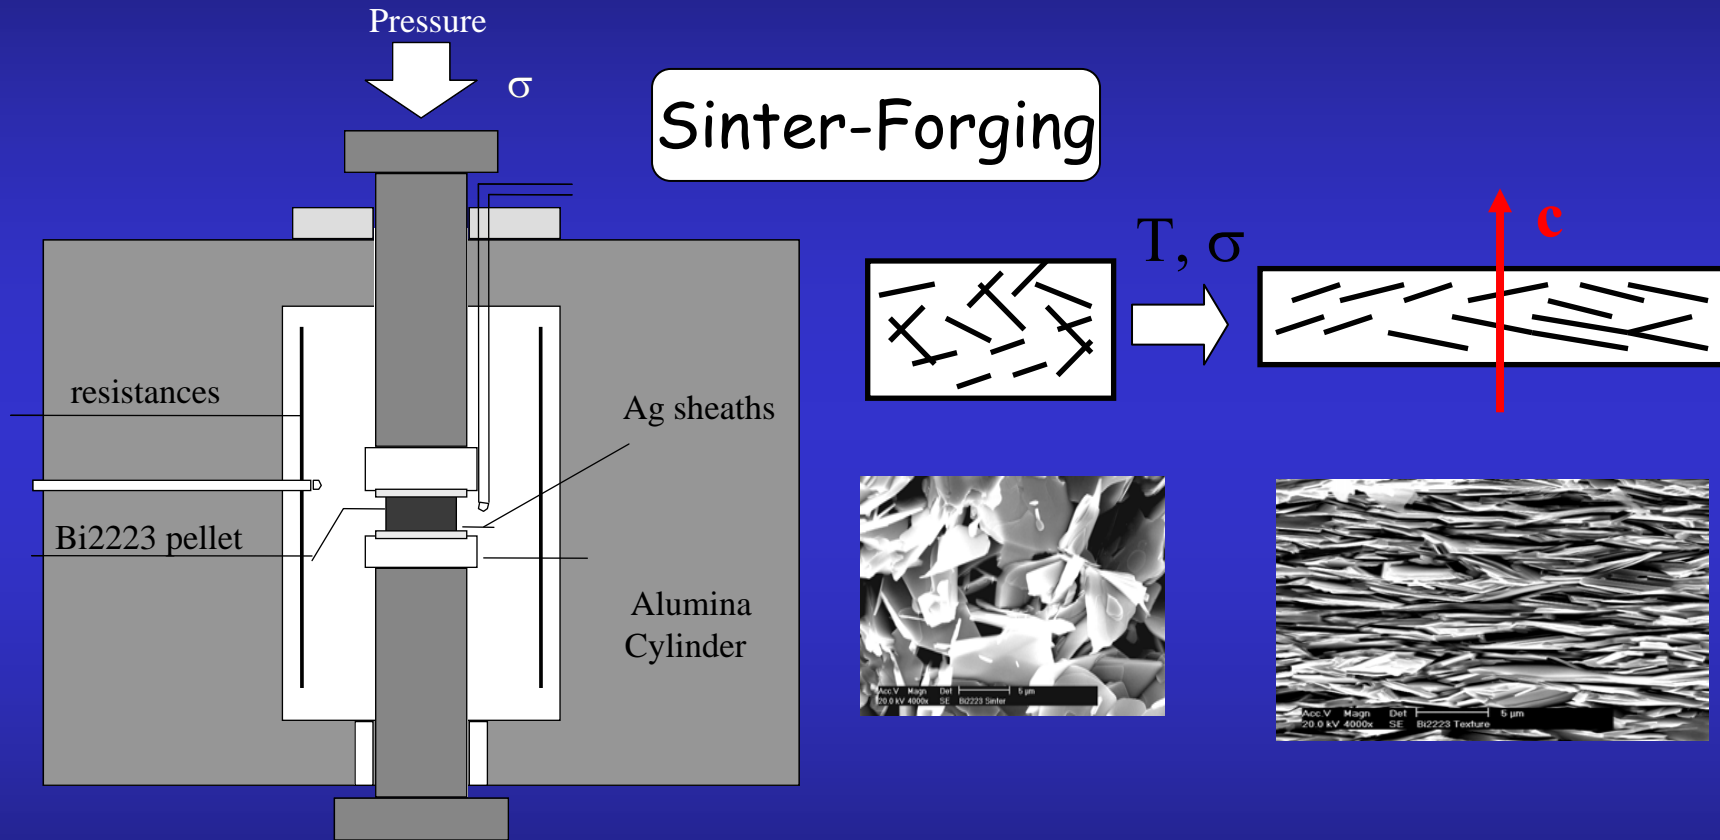 Pressure
σ
Sinter-Forging
T, σ
c
resistances
Ag sheaths
Bi2223 pellet
Alumina
Cylinder
Acc.V Magn Det 5 µm
20.0 kV 4000x SE Bi2223 Sinter
Acc.V Magn Det 5 µm
20.0 kV 4000x SE Bi2223 Texture